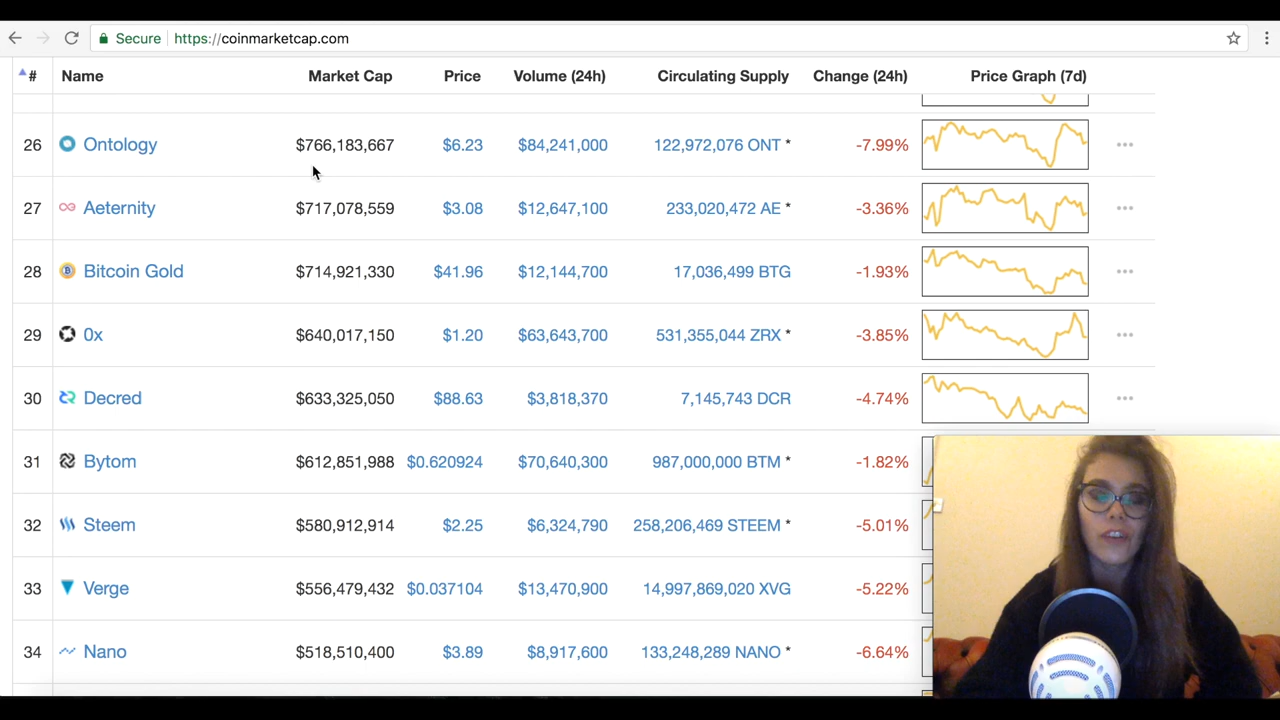 Secure https://coinmarketcap.com
# Name Market Cap Price Volume (24h) Circulating Supply Change (24h) Price Graph (7d)
26 Ontology $766,183,667 $6.23 $84,241,000 122,972,076 ONT * -7.99%
27 Aeternity $717,078,559 $3.08 $12,647,100 233,020,472 AE * -3.36%
28 Bitcoin Gold $714,921,330 $41.96 $12,144,700 17,036,499 BTG -1.93%
29 0x $640,017,150 $1.20 $63,643,700 531,355,044 ZRX * -3.85%
30 Decred $633,325,050 $88.63 $3,818,370 7,145,743 DCR -4.74%
31 Bytom $612,851,988 $0.620924 $70,640,300 987,000,000 BTM * -1.82%
32 Steem $580,912,914 $2.25 $6,324,790 258,206,469 STEEM * -5.01%
33 Verge $556,479,432 $0.037104 $13,470,900 14,997,869,020 XVG -5.22%
34 Nano $518,510,400 $3.89 $8,917,600 133,248,289 NANO * -6.64%